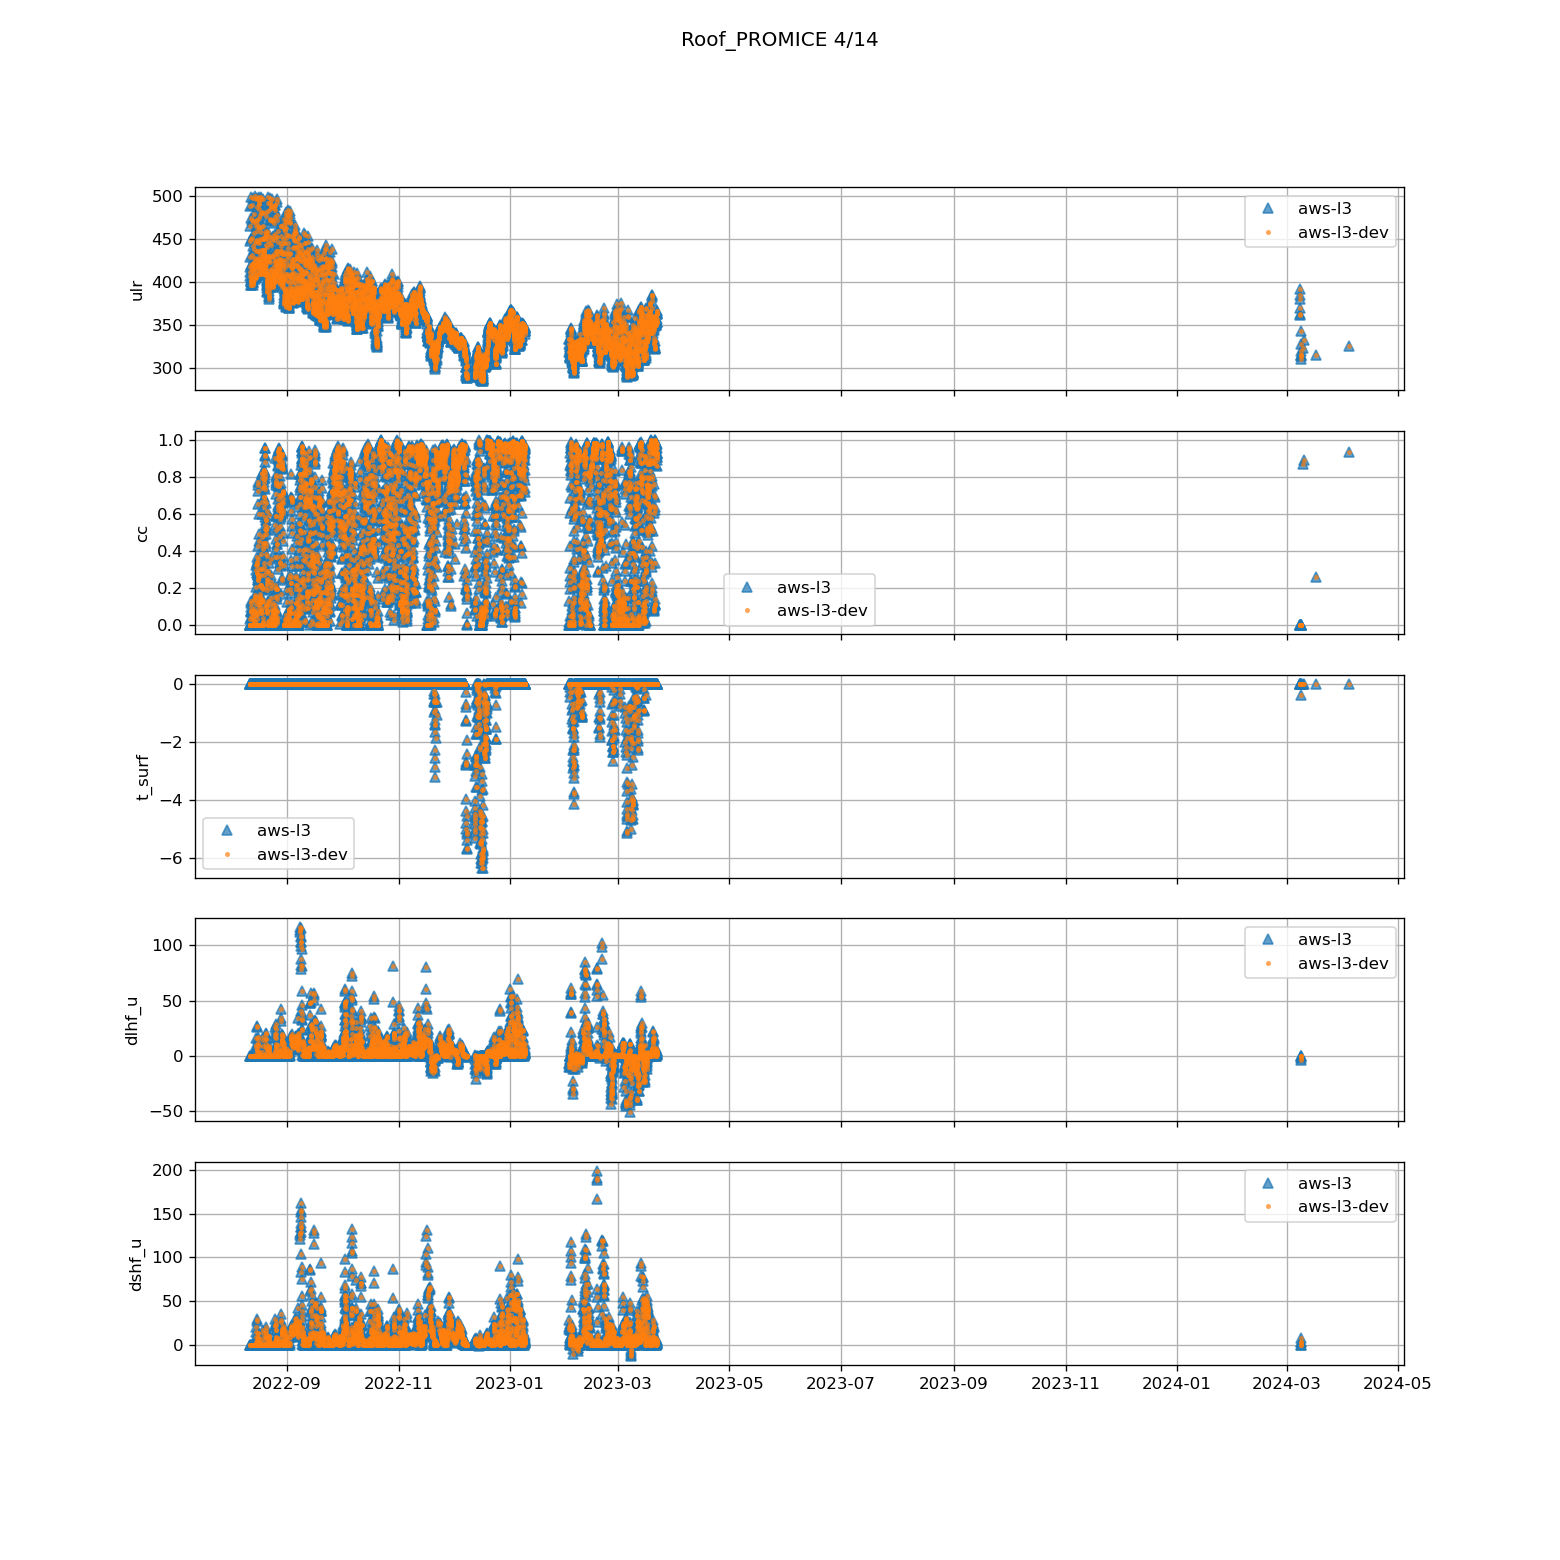 Roof_PROMICE 4/14
500
450
400
350
300
ulr
aws-l3
aws-l3-dev
1.0
0.8
0.6
0.4
0.2
0.0
cc
aws-l3
aws-l3-dev
0
−2
−4
−6
t_surf
aws-l3
aws-l3-dev
100
50
0
−50
dlhf_u
aws-l3
aws-l3-dev
200
150
100
50
0
dshf_u
aws-l3
aws-l3-dev
2022-09 2022-11 2023-01 2023-03 2023-05 2023-07 2023-09 2023-11 2024-01 2024-03 2024-05